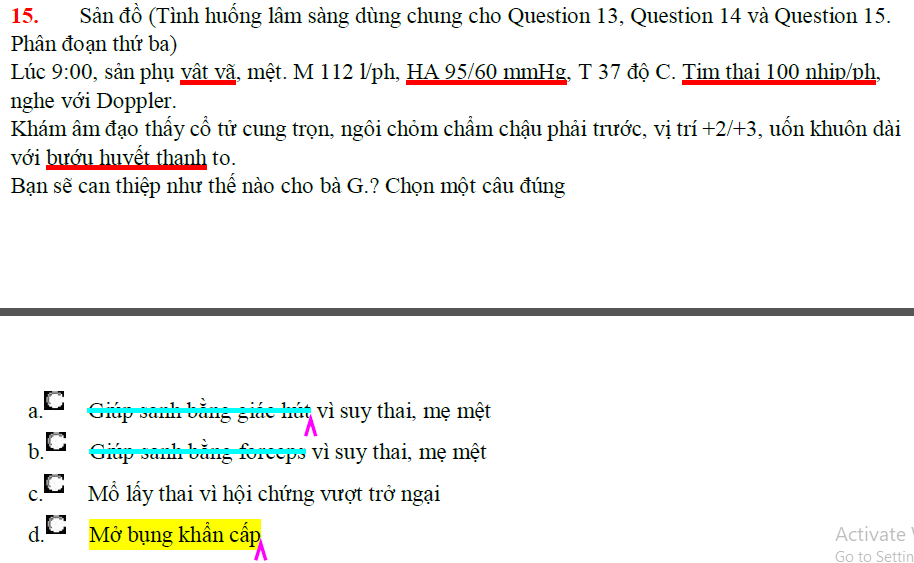 15. Sản đồ (Tình huống lâm sàng dùng chung cho Question 13, Question 14 và Question 15.
Phân đoạn thứ ba)
Lúc 9:00, sản phụ vật vã, mệt. M 112 l/ph, HA 95/60 mmHg, T 37 độ C. Tim thai 100 nhịp/ph,
nghe với Doppler.
Khám âm đạo thấy cổ tử cung trọn, ngôi chỏm chẩm chậu phải trước, vị trí +2/+3, uốn khuôn dài
với bướu huyết thanh to.
Bạn sẽ can thiệp như thế nào cho bà G.? Chọn một câu đúng
a. Giúp sanh bằng giác hút vì suy thai, mẹ mệt
b. Giúp sanh bằng forceps vì suy thai, mẹ mệt
c. Mổ lấy thai vì hội chứng vượt trở ngại
d. Mở bụng khẩn cấp
Activate
Go to Settin